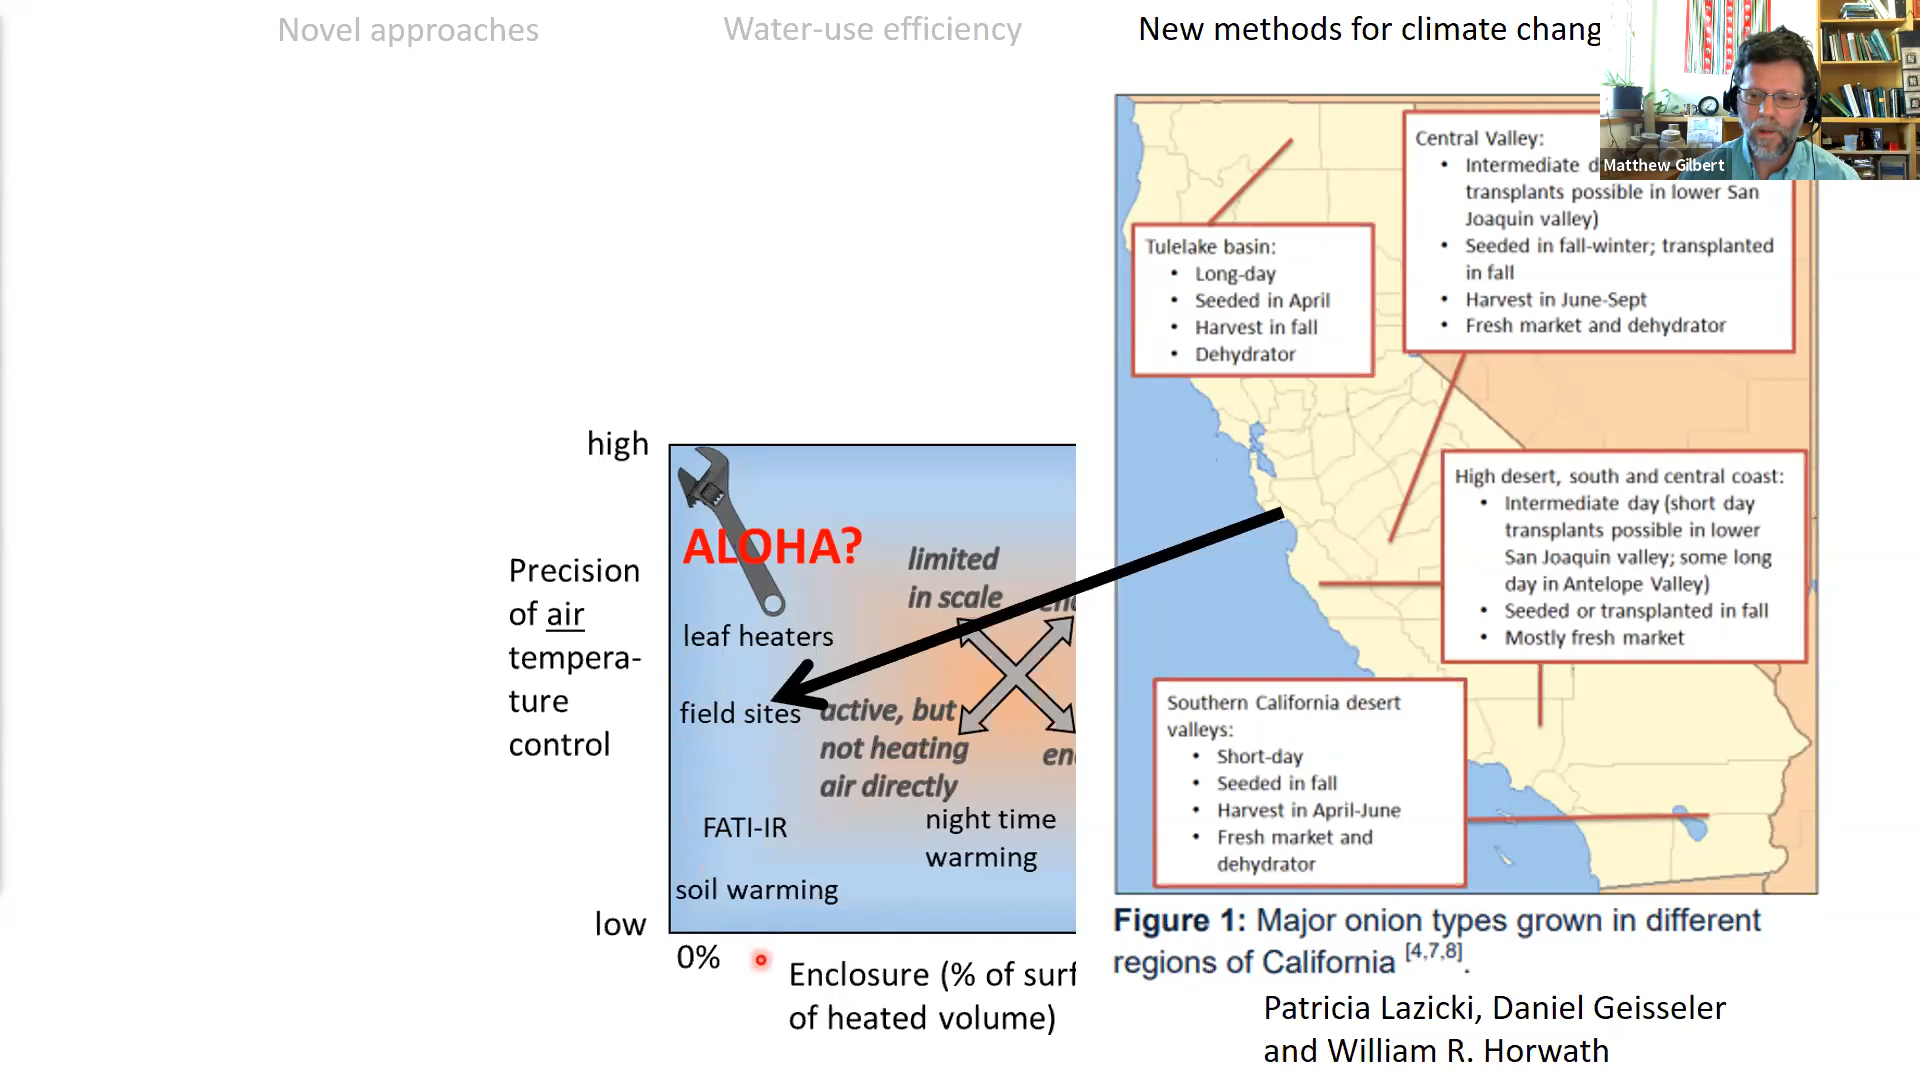 Novel approaches
Water-use efficiency
New methods for climate chang
Matthew Gilbert
high
Precision
of air
tempera-
ture
control
low
ALOHA?
limited
in scale
leaf heaters
field sites
active, but
not heating
air directly
FATI-IR
night time
warming
soil warming
0%
Enclosure (% of surf
of heated volume)
Central Valley:
• Intermediate d
transplants possible in lower San
Joaquin valley)
• Seeded in fall-winter; transplanted
in fall
• Harvest in June-Sept
• Fresh market and dehydrator
Tulelake basin:
• Long-day
• Seeded in April
• Harvest in fall
• Dehydrator
High desert, south and central coast:
• Intermediate day (short day
transplants possible in lower
San Joaquin valley; some long
day in Antelope Valley)
• Seeded or transplanted in fall
• Mostly fresh market
Southern California desert
valleys:
• Short-day
• Seeded in fall
• Harvest in April-June
• Fresh market and
dehydrator
Figure 1: Major onion types grown in different
regions of California [4,7,8].
Patricia Lazicki, Daniel Geisseler
and William R. Horwath